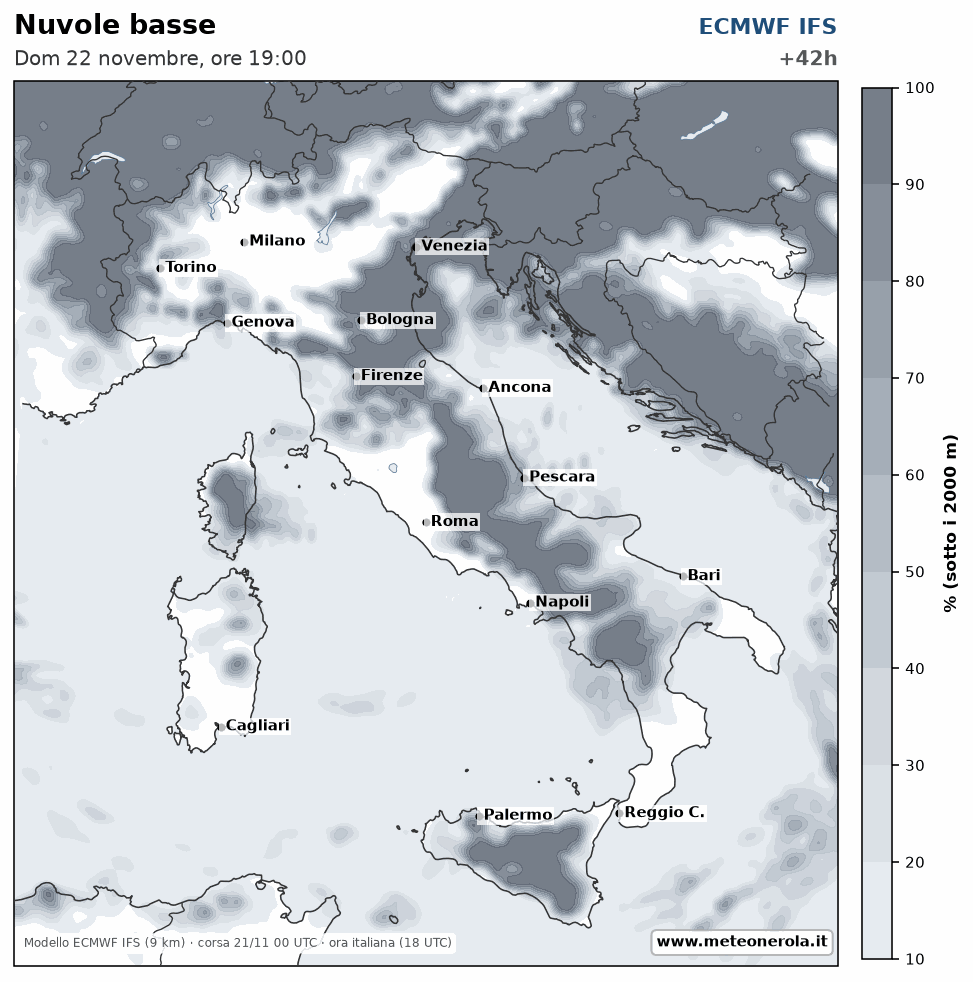 Nuvole basse
ECMWF IFS
Dom 22 novembre, ore 19:00
+42h
Milano
Torino
Venezia
Genova
Bologna
Firenze
Ancona
Pescara
Roma
Bari
Napoli
Cagliari
Palermo
Reggio C.
100
90
80
70
60
50
40
30
20
10
% (sotto i 2000 m)
Modello ECMWF IFS (9 km) · corsa 21/11 00 UTC · ora italiana (18 UTC)
www.meteonerola.it